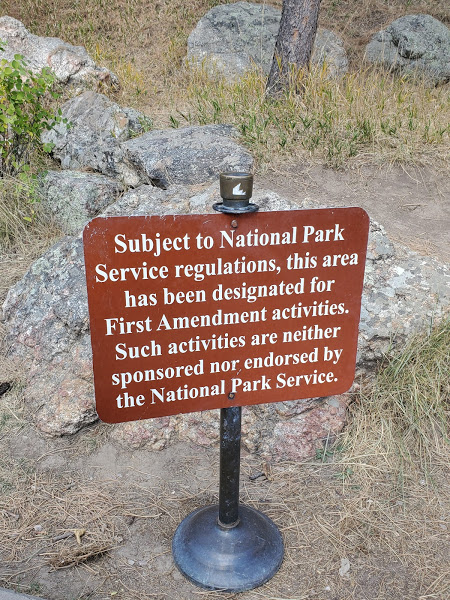 Subject to National Park
Service regulations, this area
has been designated for
First Amendment activities.
Such activities are neither
sponsored nor endorsed by
the National Park Service.